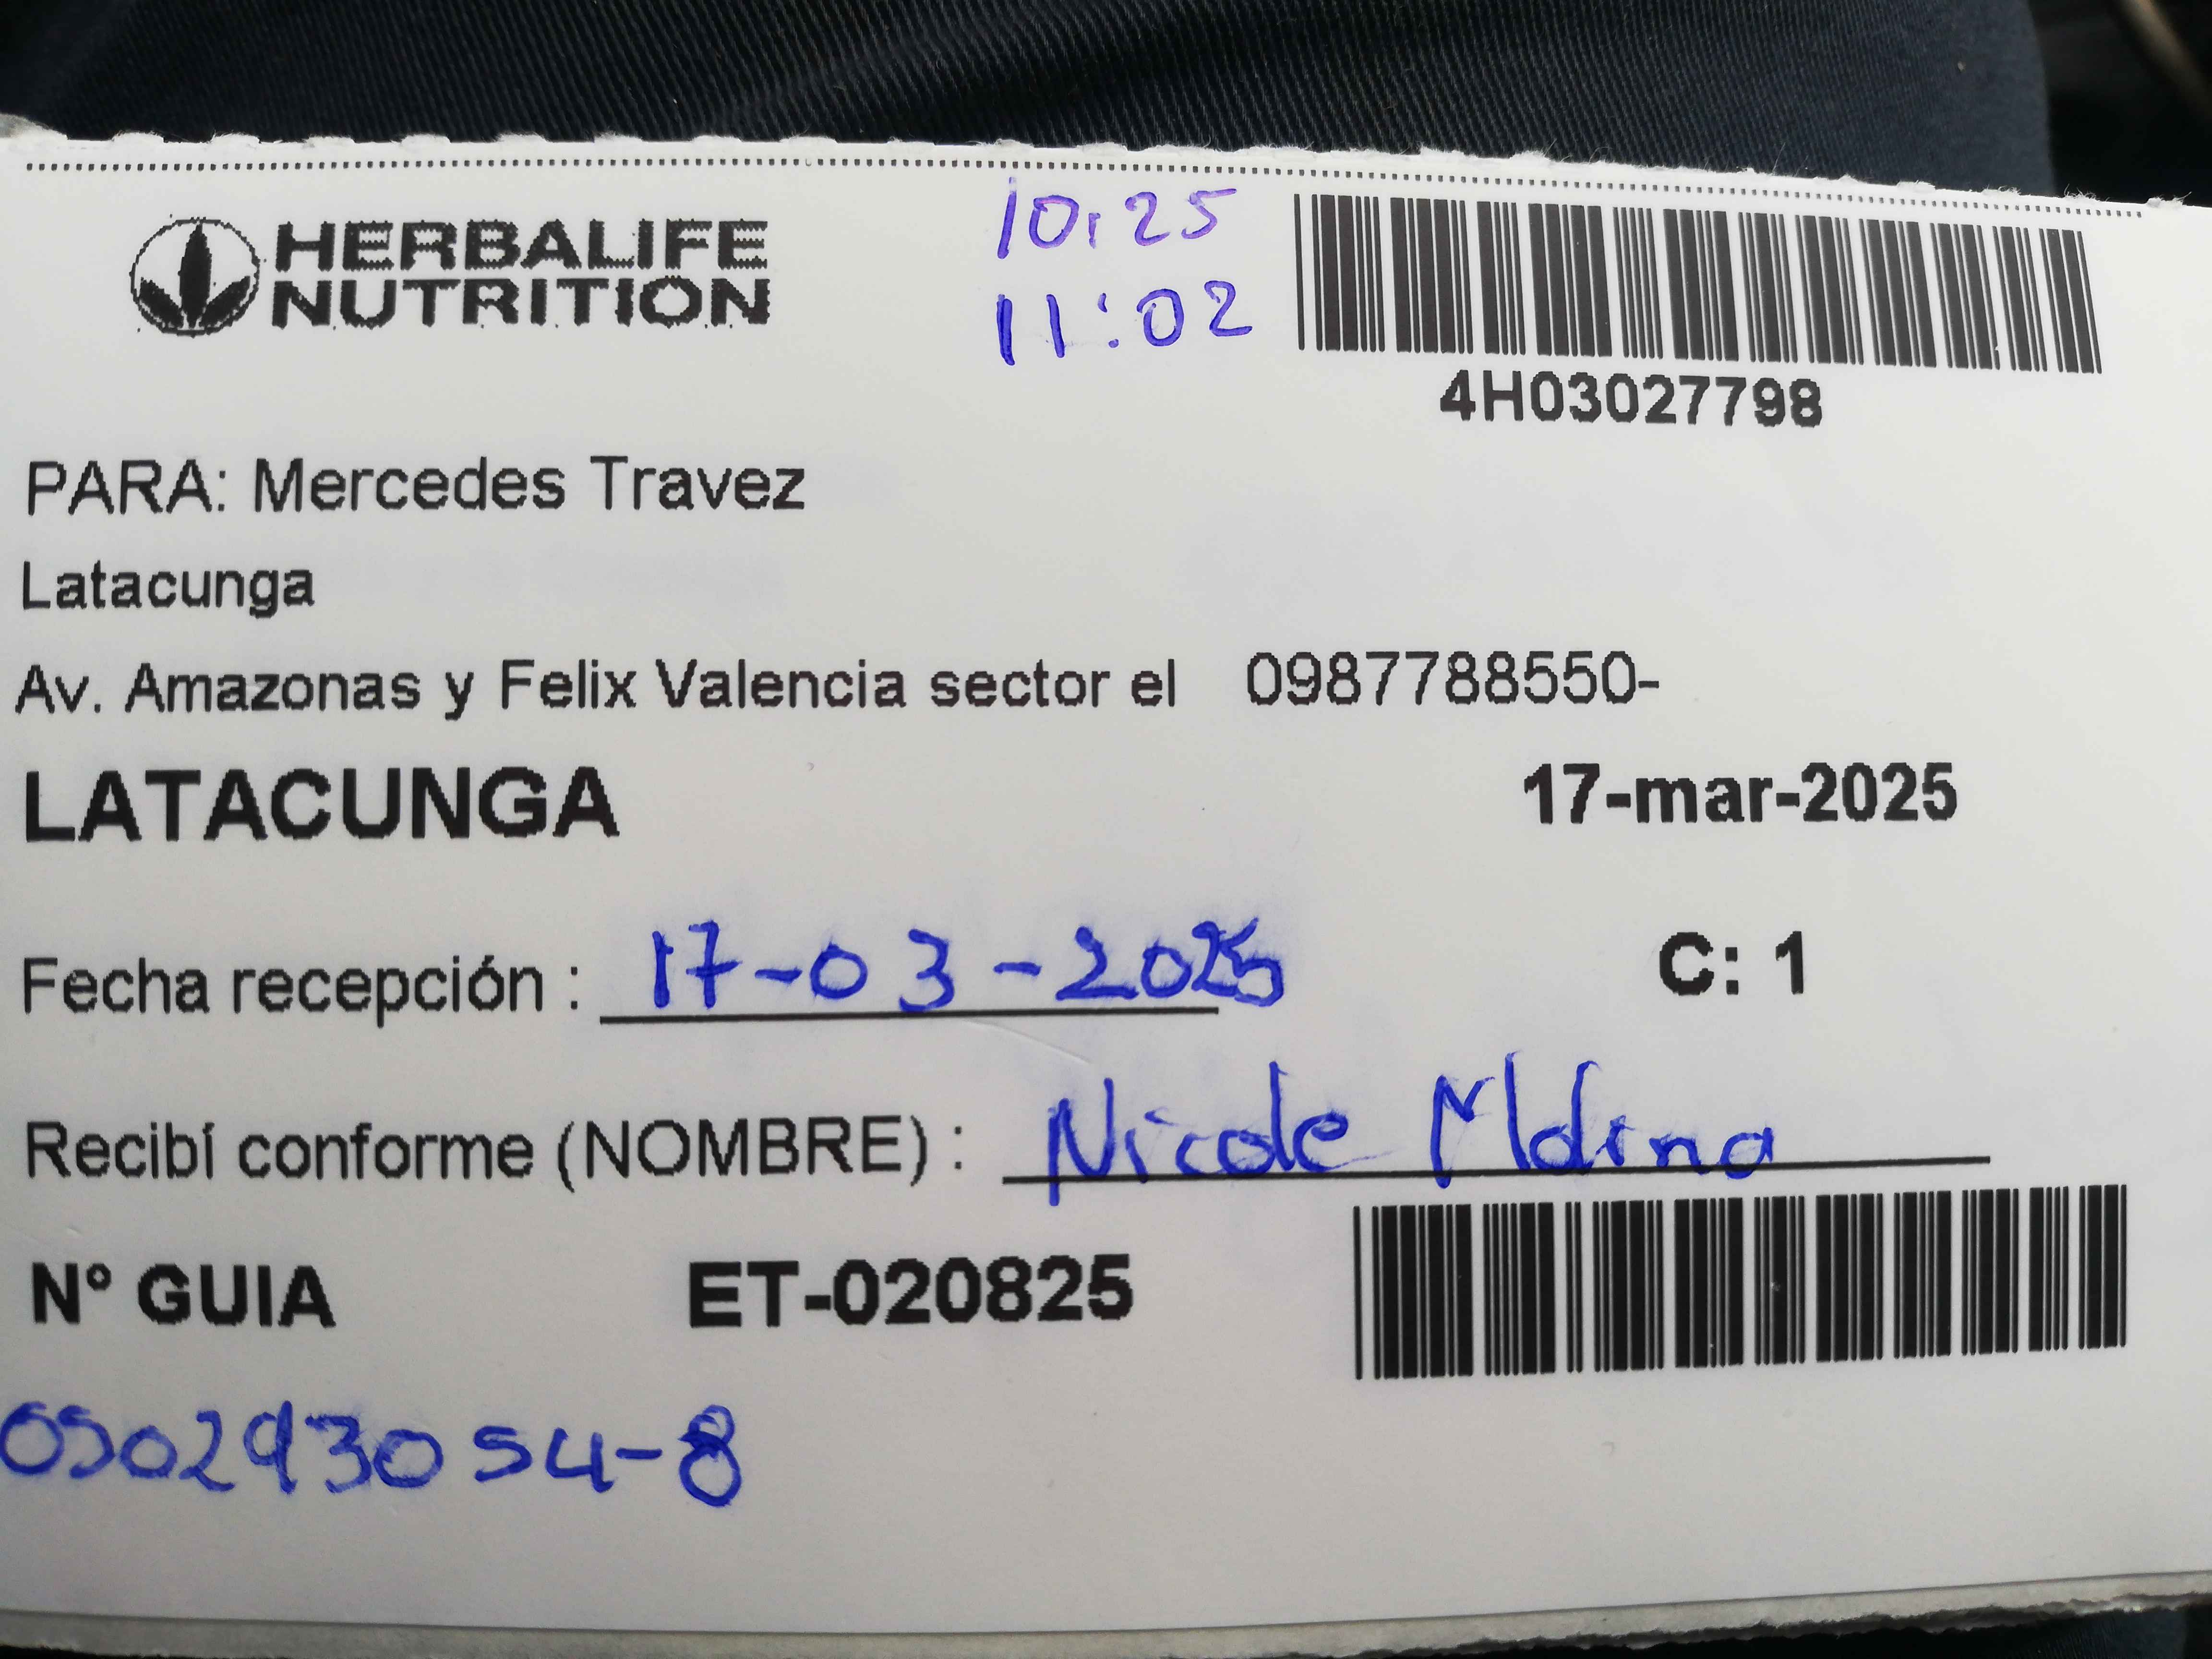 HERBALIFE
NUTRITION
10:25
11:02
4H03027798
PARA: Mercedes Travez
Latacunga
Av. Amazonas y Felix Valencia sector el 0987788550-
LATACUNGA 17-mar-2025
Fecha recepción : 17-03-2025 C: 1
Recibí conforme (NOMBRE) : Nicole Molina
N° GUIA ET-020825
050293054-8